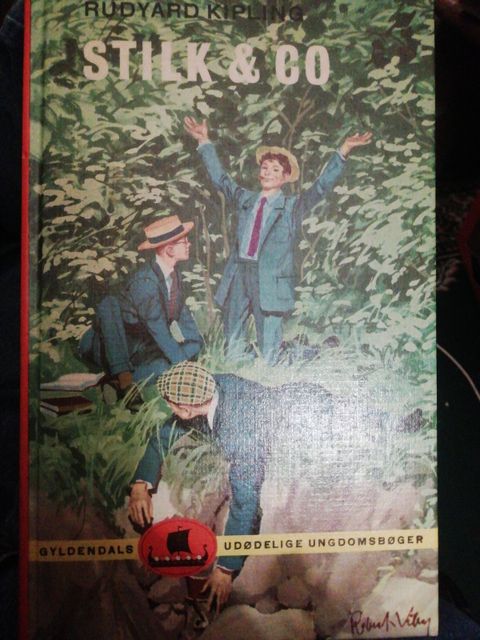 RUDYARD KIPLING
STILK & CO
GYLDENDALS UDØDELIGE UNGDOMSBØGER